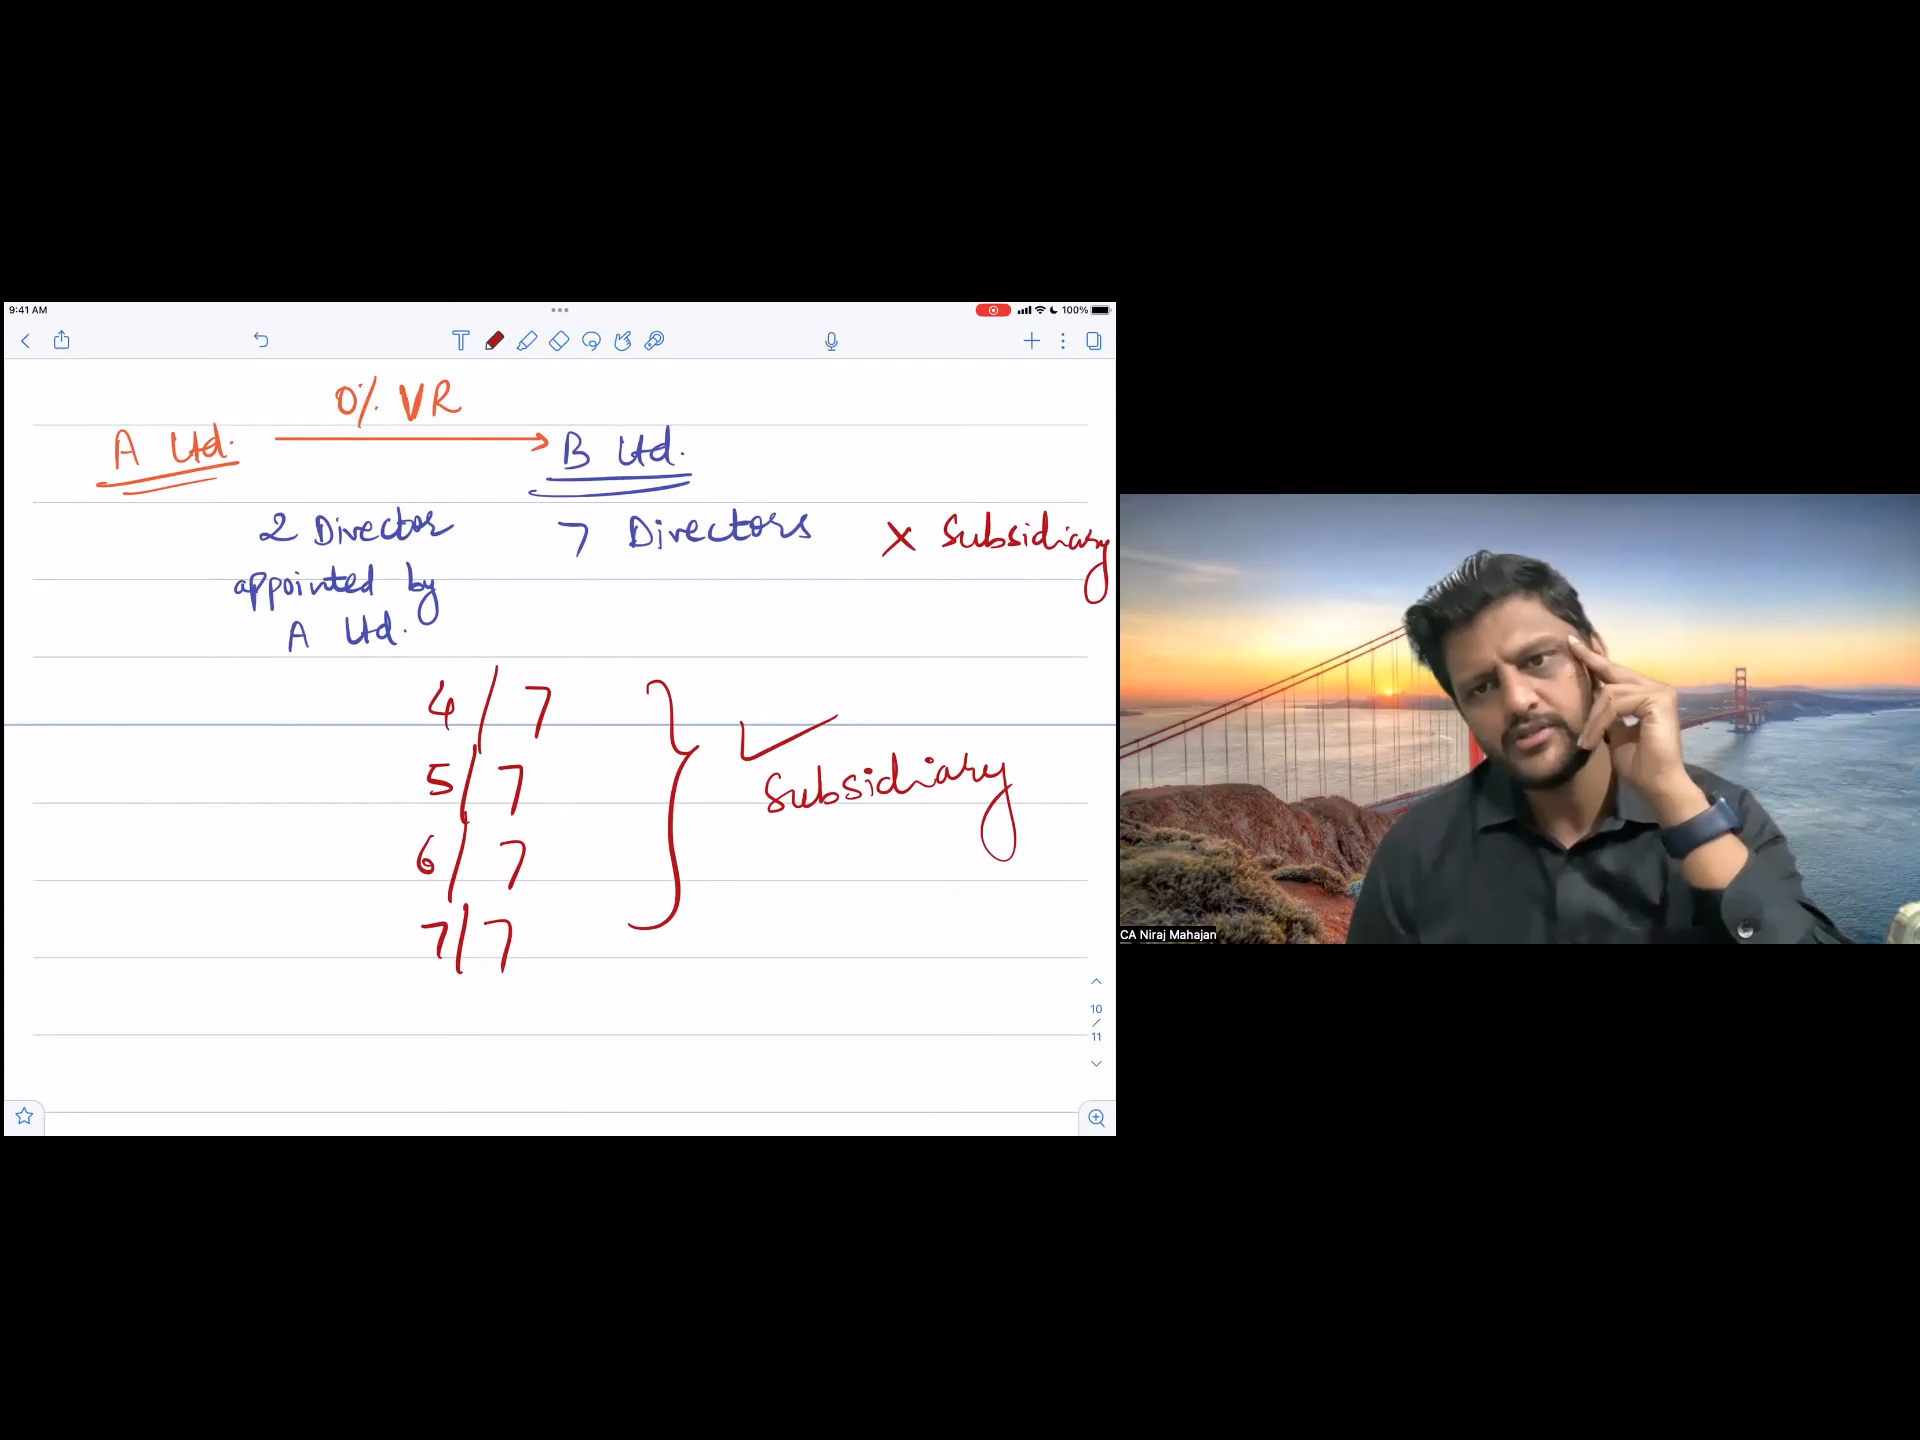 9:41 AM
100%
0% VR
A Ltd. B Ltd.
2 Director 7 Directors X Subsidiary
appointed by
A Ltd.
4/7
5/7
6/7
7/7
✓
Subsidiary
10
/
11
CA Niraj Mahajan